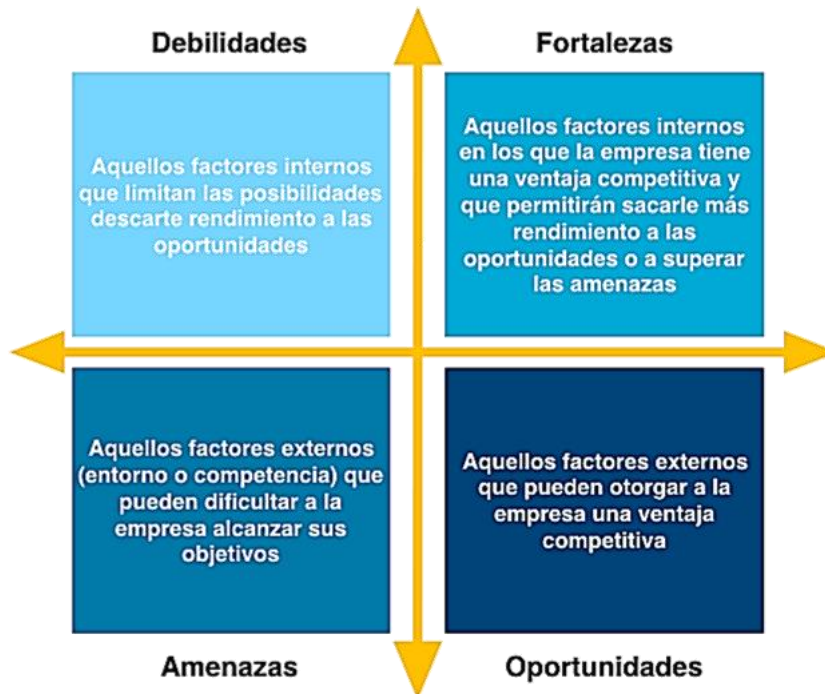 Debilidades
Aquellos factores internos
que limitan las posibilidades
descarte rendimiento a las
oportunidades
Fortalezas
Aquellos factores internos
en los que la empresa tiene
una ventaja competitiva y
que permitirán sacarle más
rendimiento a las
oportunidades o a superar
las amenazas
Aquellos factores externos
(entorno o competencia) que
pueden dificultar a la
empresa alcanzar sus
objetivos
Amenazas
Aquellos factores externos
que pueden otorgar a la
empresa una ventaja
competitiva
Oportunidades